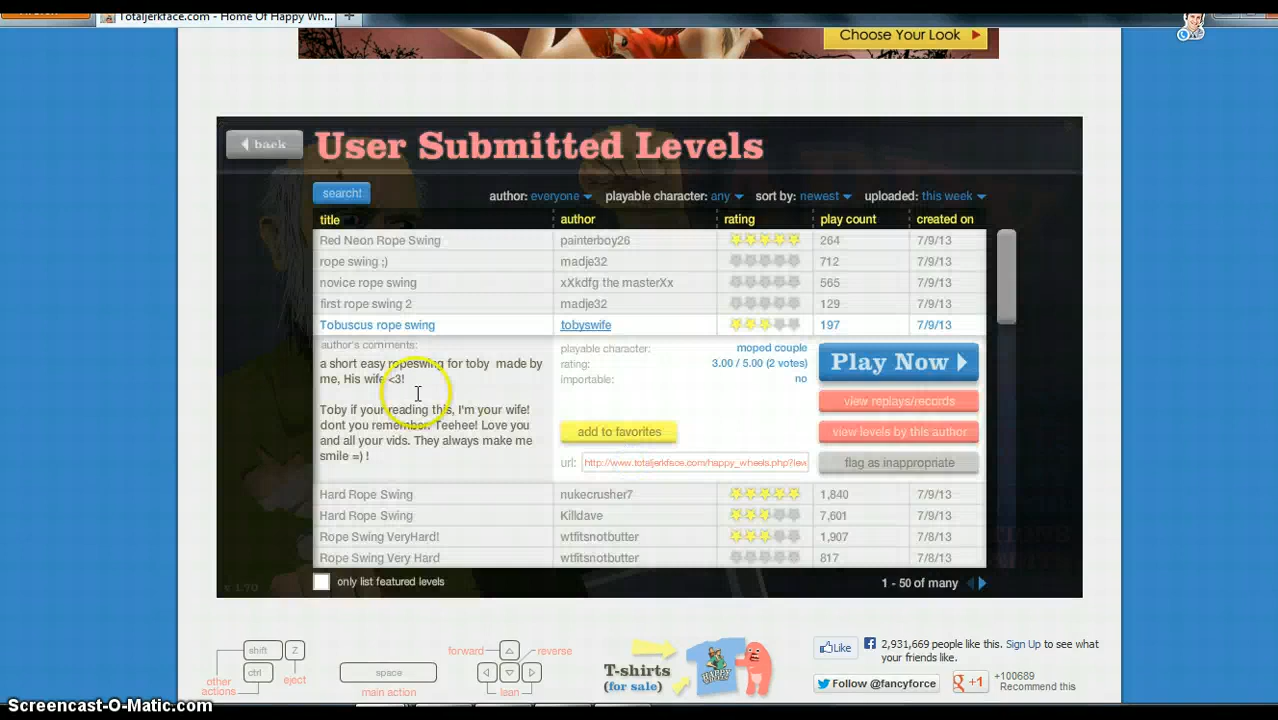 Totaljerkface.com - Home Of Happy Wh...
Choose Your Look
back
User Submitted Levels
search!
author: everyone playable character: any sort by: newest uploaded: this week
title author rating play count created on
Red Neon Rope Swing painterboy26 264 7/9/13
rope swing ;) madje32 712 7/9/13
novice rope swing xXkdfg the masterXx 565 7/9/13
first rope swing 2 madje32 129 7/9/13
Tobuscus rope swing tobyswife 197 7/9/13
author's comments:
a short easy ropeswing for toby made by
me, His wife <3!
Toby if your reading this, I'm your wife!
dont you remember. Teehee! Love you
and all your vids. They always make me
smile =) !
playable character: moped couple
rating: 3.00 / 5.00 (2 votes)
importable: no
add to favorites
url: http://www.totaljerkface.com/happy_wheels.php?lev
Play Now
view replays/records
view levels by this author
flag as inappropriate
Hard Rope Swing nukecrusher7 1,840 7/9/13
Hard Rope Swing Killdave 7,601 7/9/13
Rope Swing VeryHard! wtfitsnotbutter 1,907 7/8/13
Rope Swing Very Hard wtfitsnotbutter 817 7/8/13
only list featured levels
1 - 50 of many
v 1.70
shift Z
ctrl
other
actions
eject
space
main action
forward
reverse
lean
T-shirts
(for sale)
Like
2,931,669 people like this. Sign Up to see what
your friends like.
Follow @fancyforce
+1
+100689
Recommend this
Screencast-O-Matic.com